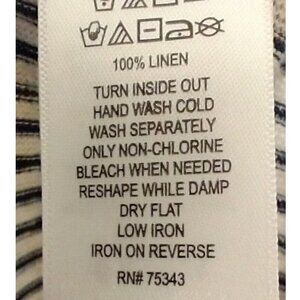 100% LINEN
TURN INSIDE OUT
HAND WASH COLD
WASH SEPARATELY
ONLY NON-CHLORINE
BLEACH WHEN NEEDED
RESHAPE WHILE DAMP
DRY FLAT
LOW IRON
IRON ON REVERSE
RN# 75343